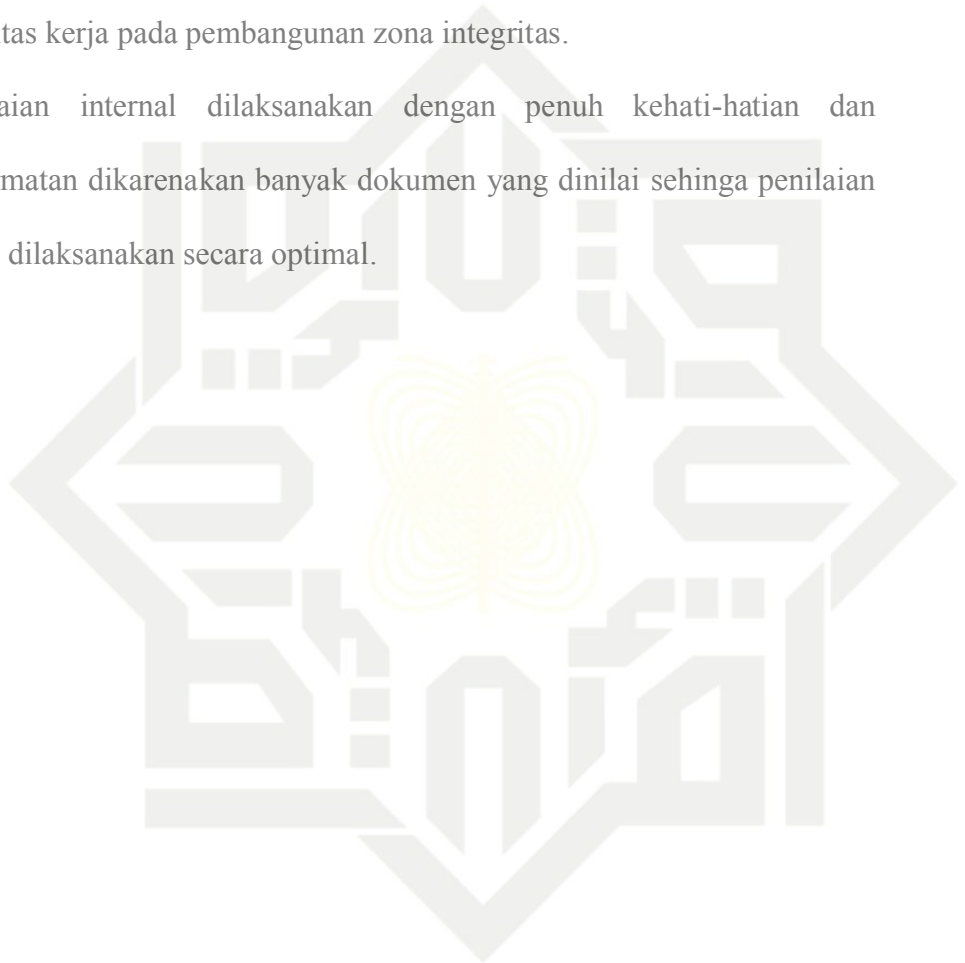 tas kerja pada pembangunan zona integritas.
aian internal dilaksanakan dengan penuh kehati-hatian dan
matan dikarenakan banyak dokumen yang dinilai sehinga penilaian
dilaksanakan secara optimal.